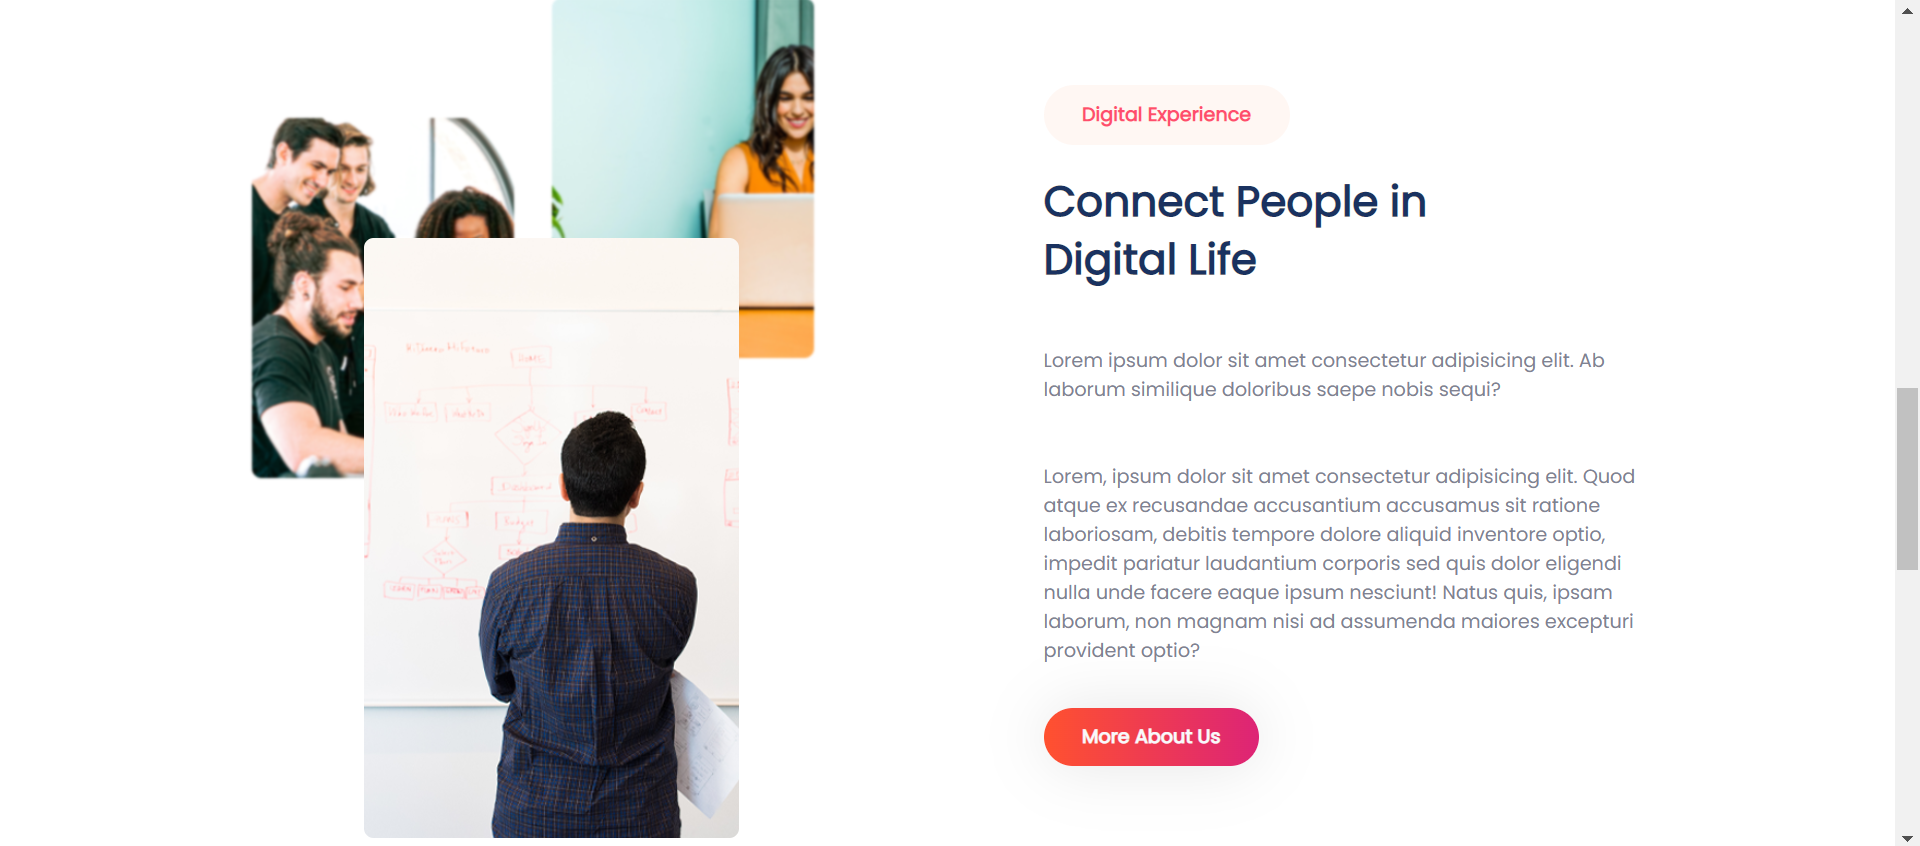 Digital Experience
Connect People in
Digital Life
Lorem ipsum dolor sit amet consectetur adipisicing elit. Ab
laborum similique doloribus saepe nobis sequi?
Lorem, ipsum dolor sit amet consectetur adipisicing elit. Quod
atque ex recusandae accusantium accusamus sit ratione
laboriosam, debitis tempore dolore aliquid inventore optio,
impedit pariatur laudantium corporis sed quis dolor eligendi
nulla unde facere eaque ipsum nesciunt! Natus quis, ipsam
laborum, non magnam nisi ad assumenda maiores excepturi
provident optio?
More About Us